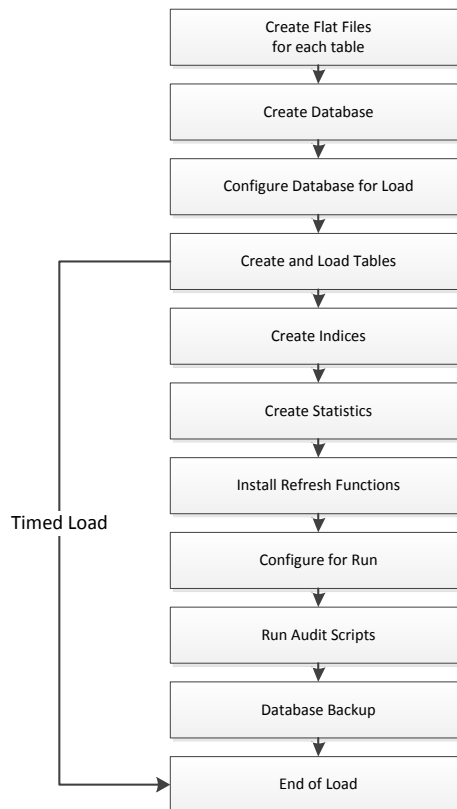 Create Flat Files
for each table
Create Database
Configure Database for Load
Create and Load Tables
Create Indices
Create Statistics
Install Refresh Functions
Timed Load
Configure for Run
Run Audit Scripts
Database Backup
End of Load